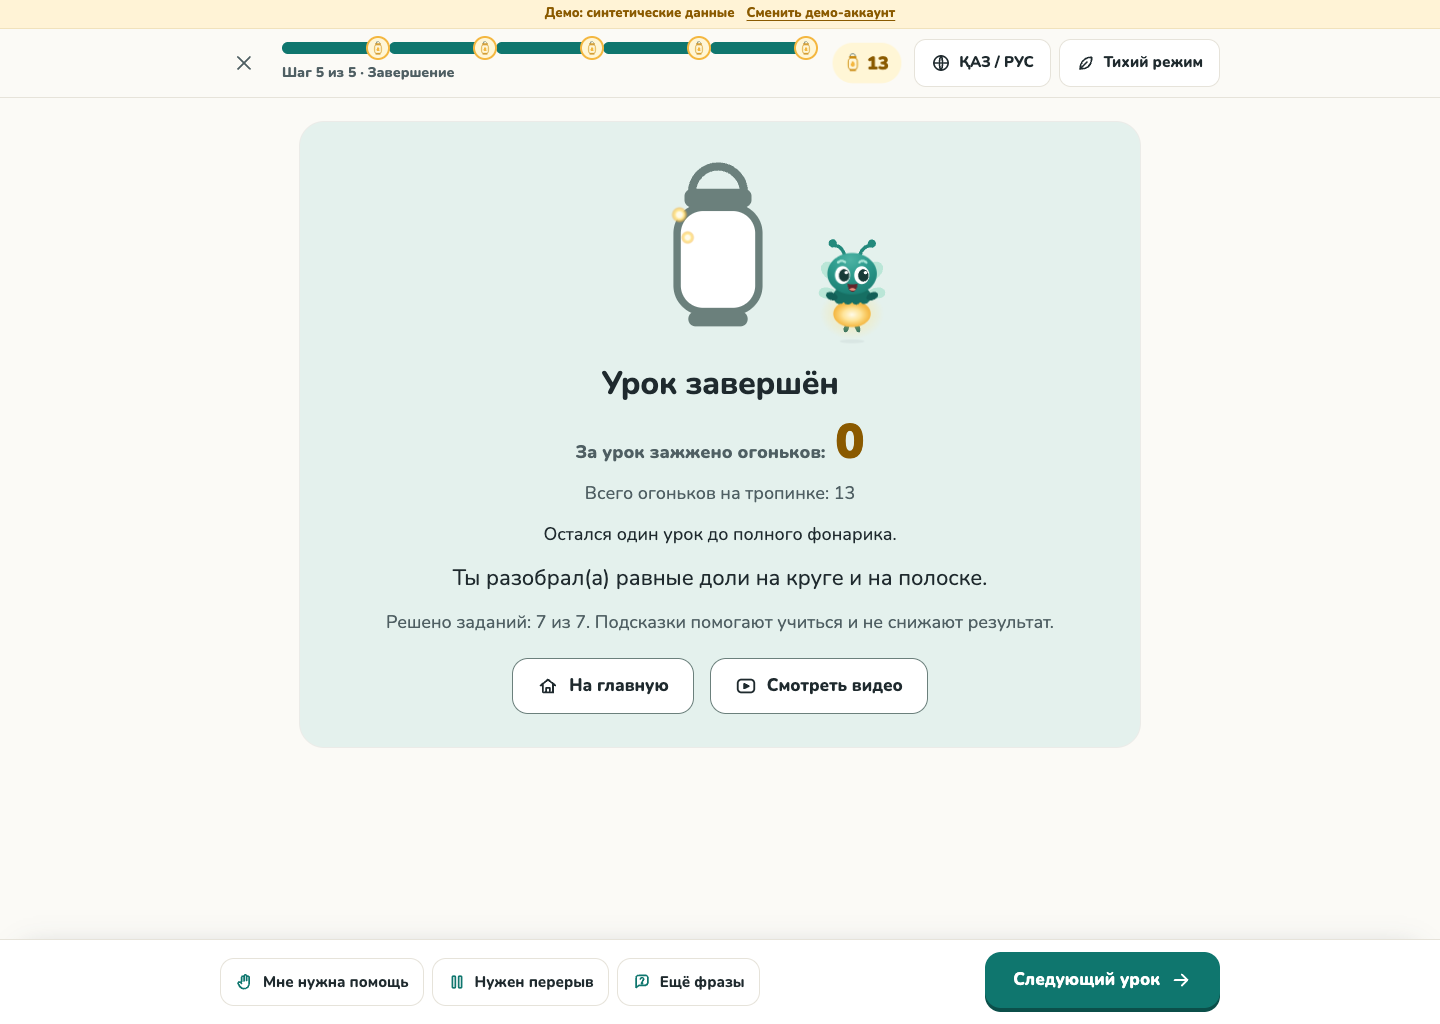 Демо: синтетические данные Сменить демо-аккаунт
Шаг 5 из 5 · Завершение
13
ҚАЗ / РУС
Тихий режим
Урок завершён
За урок зажжено огоньков: 0
Всего огоньков на тропинке: 13
Остался один урок до полного фонарика.
Ты разобрал(а) равные доли на круге и на полоске.
Решено заданий: 7 из 7. Подсказки помогают учиться и не снижают результат.
На главную
Смотреть видео
Мне нужна помощь
Нужен перерыв
Ещё фразы
Следующий урок